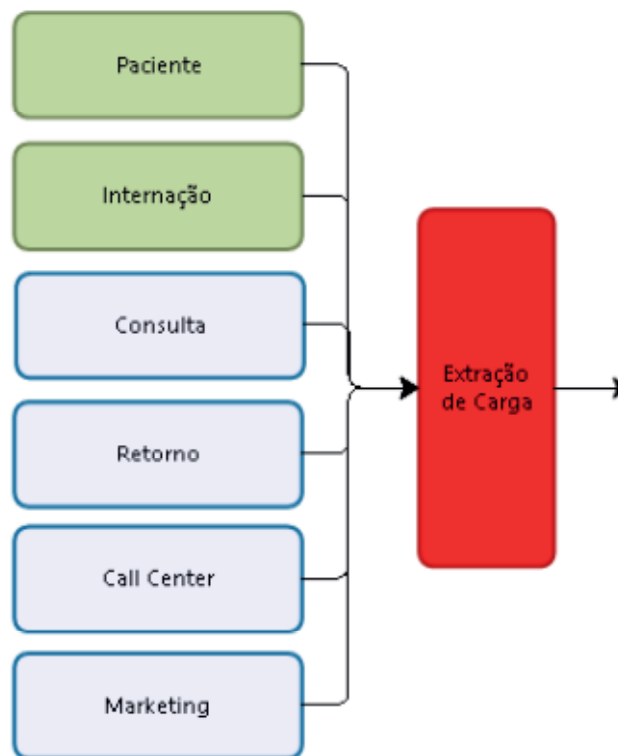 Paciente
Internação
Consulta
Retorno
Call Center
Marketing
Extração
de Carga